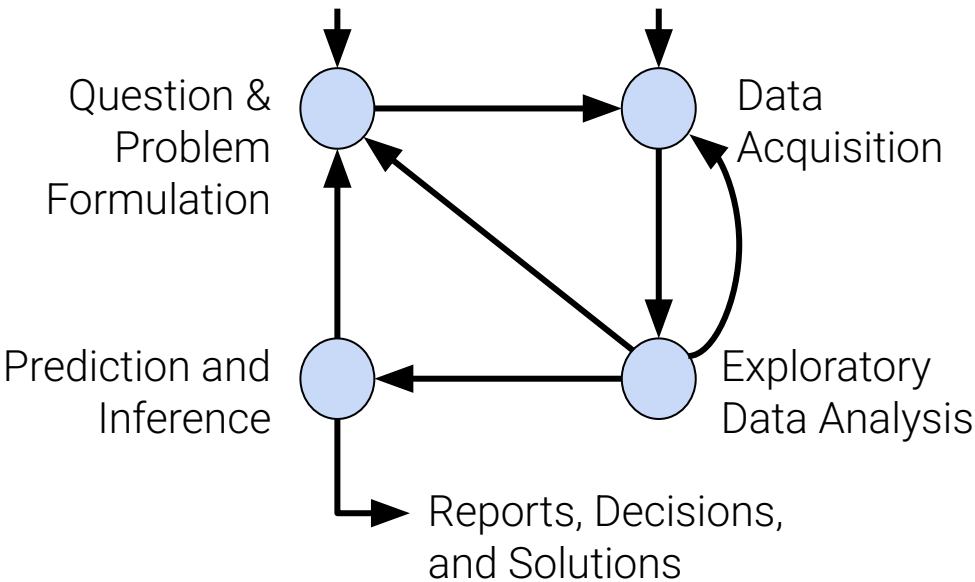 Question &
Problem
Formulation
Data
Acquisition
Prediction and
Inference
Exploratory
Data Analysis
Reports, Decisions,
and Solutions